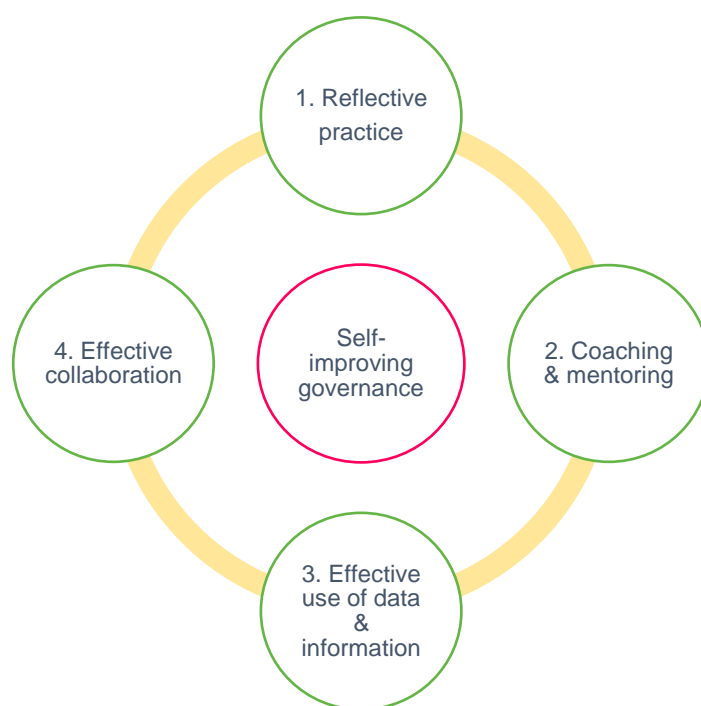 1. Reflective
practice
Self-
improving
governance
4. Effective
collaboration
2. Coaching
& mentoring
3. Effective
use of data
&
information